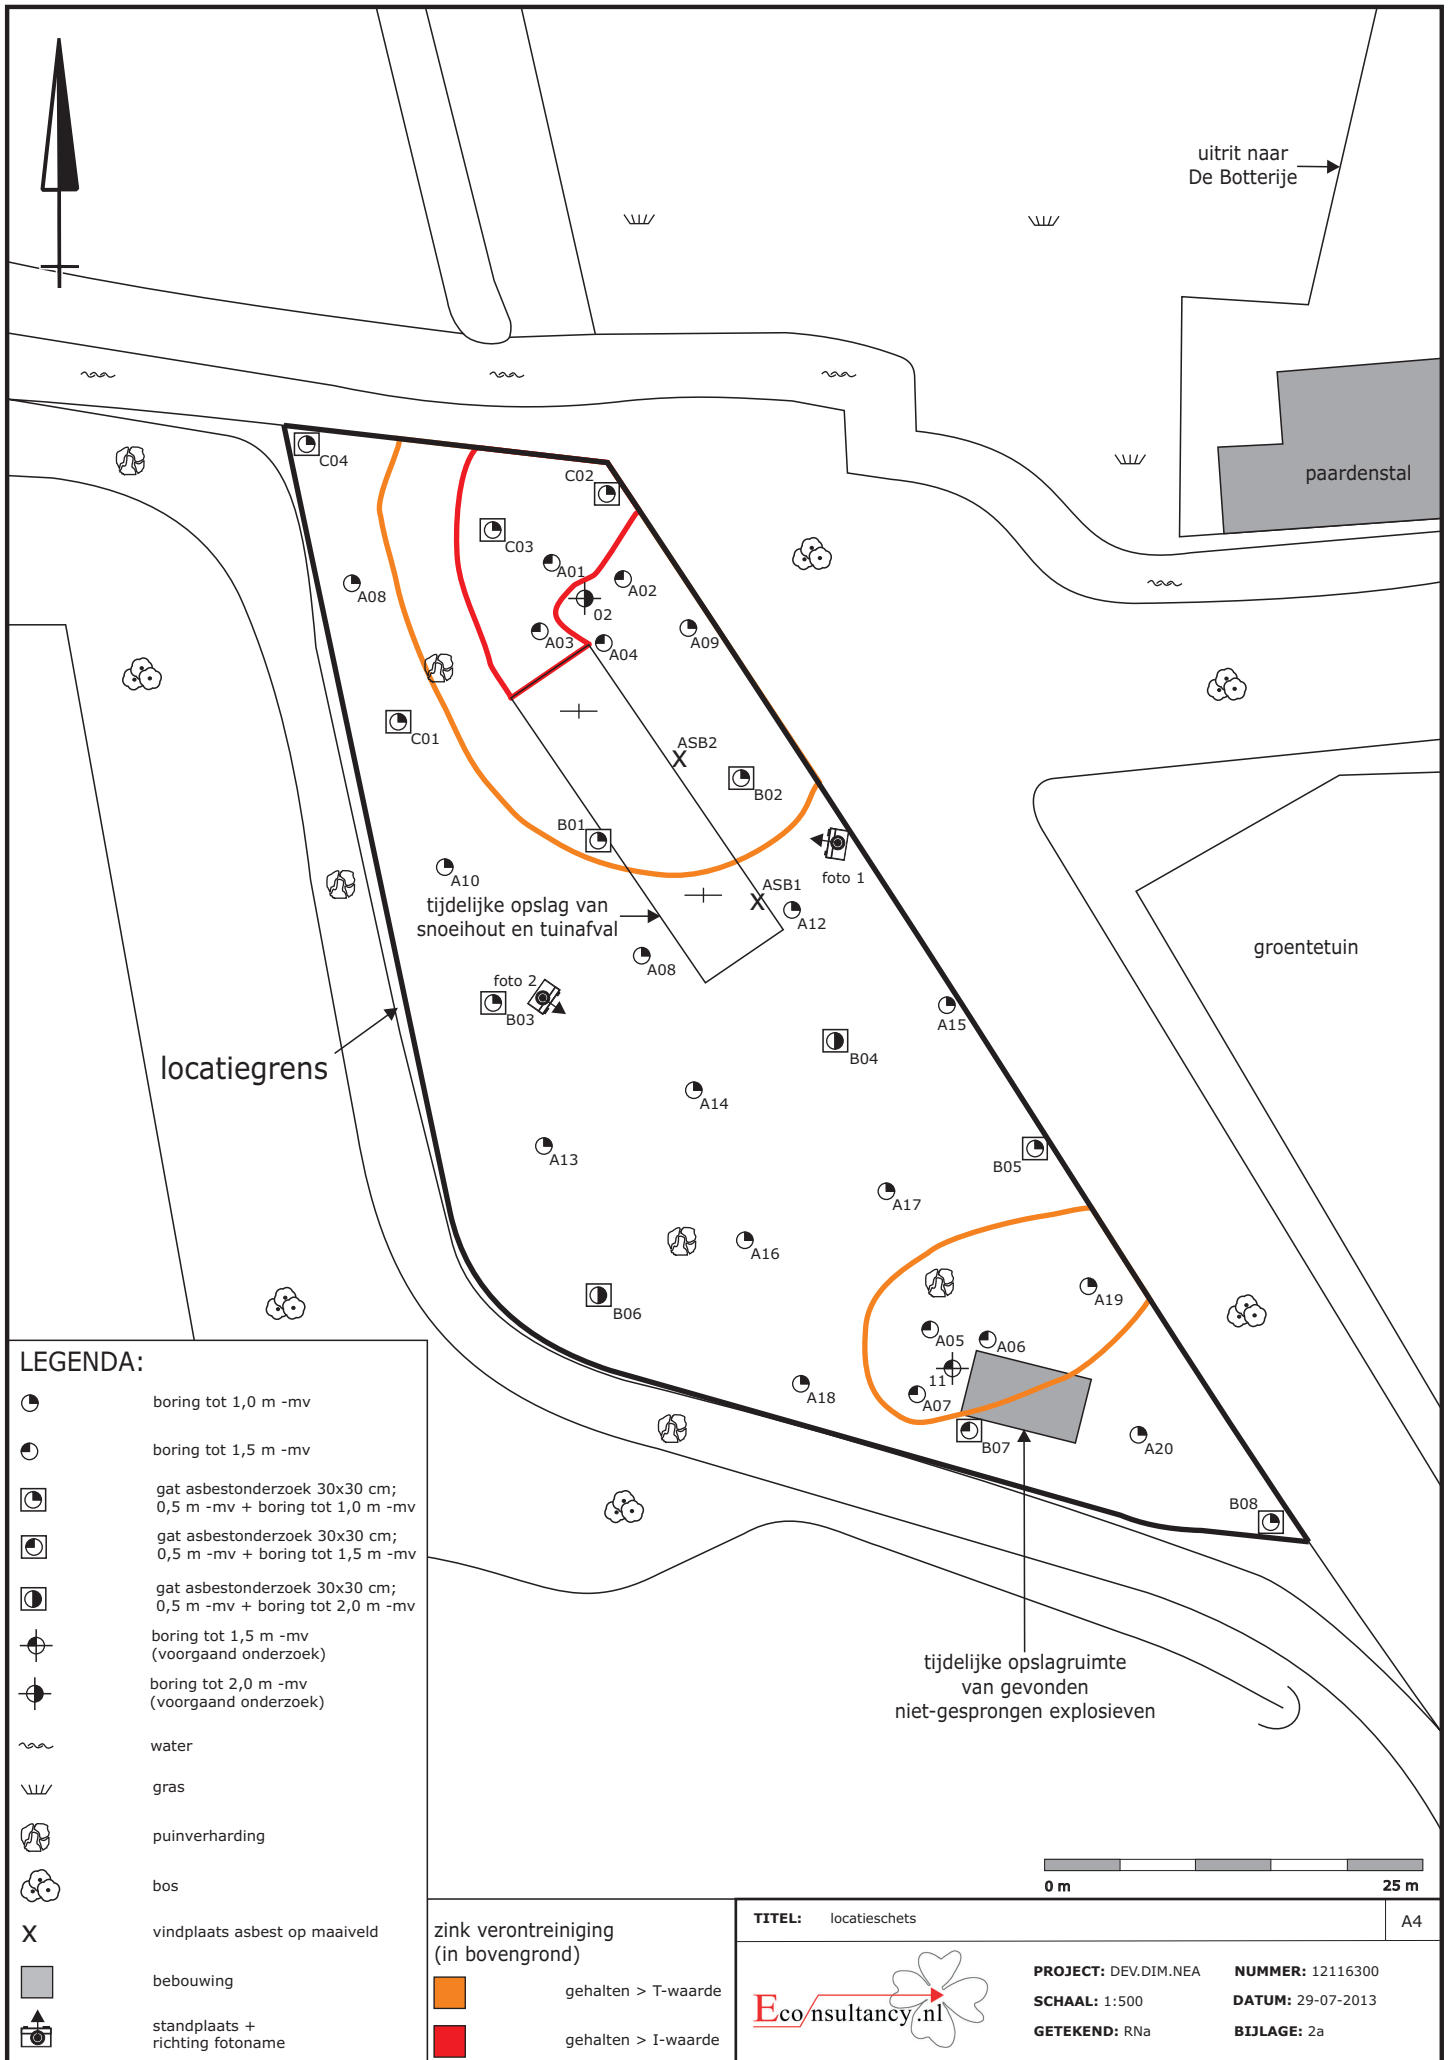 uitrit naar
De Botterije
paardenstal
C04
C02
C03
A01
A02
A08
02
A03
A04
A09
C01
ASB2
B02
B01
foto 1
A10
ASB1
tijdelijke opslag van
snoeihout en tuinafval
A12
groentetuin
A08
foto 2
B03
A15
B04
locatiegrens
A14
A13
B05
A17
A16
A19
B06
A05
A06
11
A18
A07
B07
A20
B08
tijdelijke opslagruimte
van gevonden
niet-gesprongen explosieven
LEGENDA:
boring tot 1,0 m -mv
boring tot 1,5 m -mv
gat asbestonderzoek 30x30 cm;
0,5 m -mv + boring tot 1,0 m -mv
gat asbestonderzoek 30x30 cm;
0,5 m -mv + boring tot 1,5 m -mv
gat asbestonderzoek 30x30 cm;
0,5 m -mv + boring tot 2,0 m -mv
boring tot 1,5 m -mv
(voorgaand onderzoek)
boring tot 2,0 m -mv
(voorgaand onderzoek)
water
gras
puinverharding
bos
X vindplaats asbest op maaiveld
bebouwing
standplaats +
richting fotoname
zink verontreiniging
(in bovengrond)
gehalten > T-waarde
gehalten > I-waarde
0 m 25 m
TITEL: locatieschets
A4
Econsultancy.nl
PROJECT: DEV.DIM.NEA NUMMER: 12116300
SCHAAL: 1:500 DATUM: 29-07-2013
GETEKEND: RNa BIJLAGE: 2a